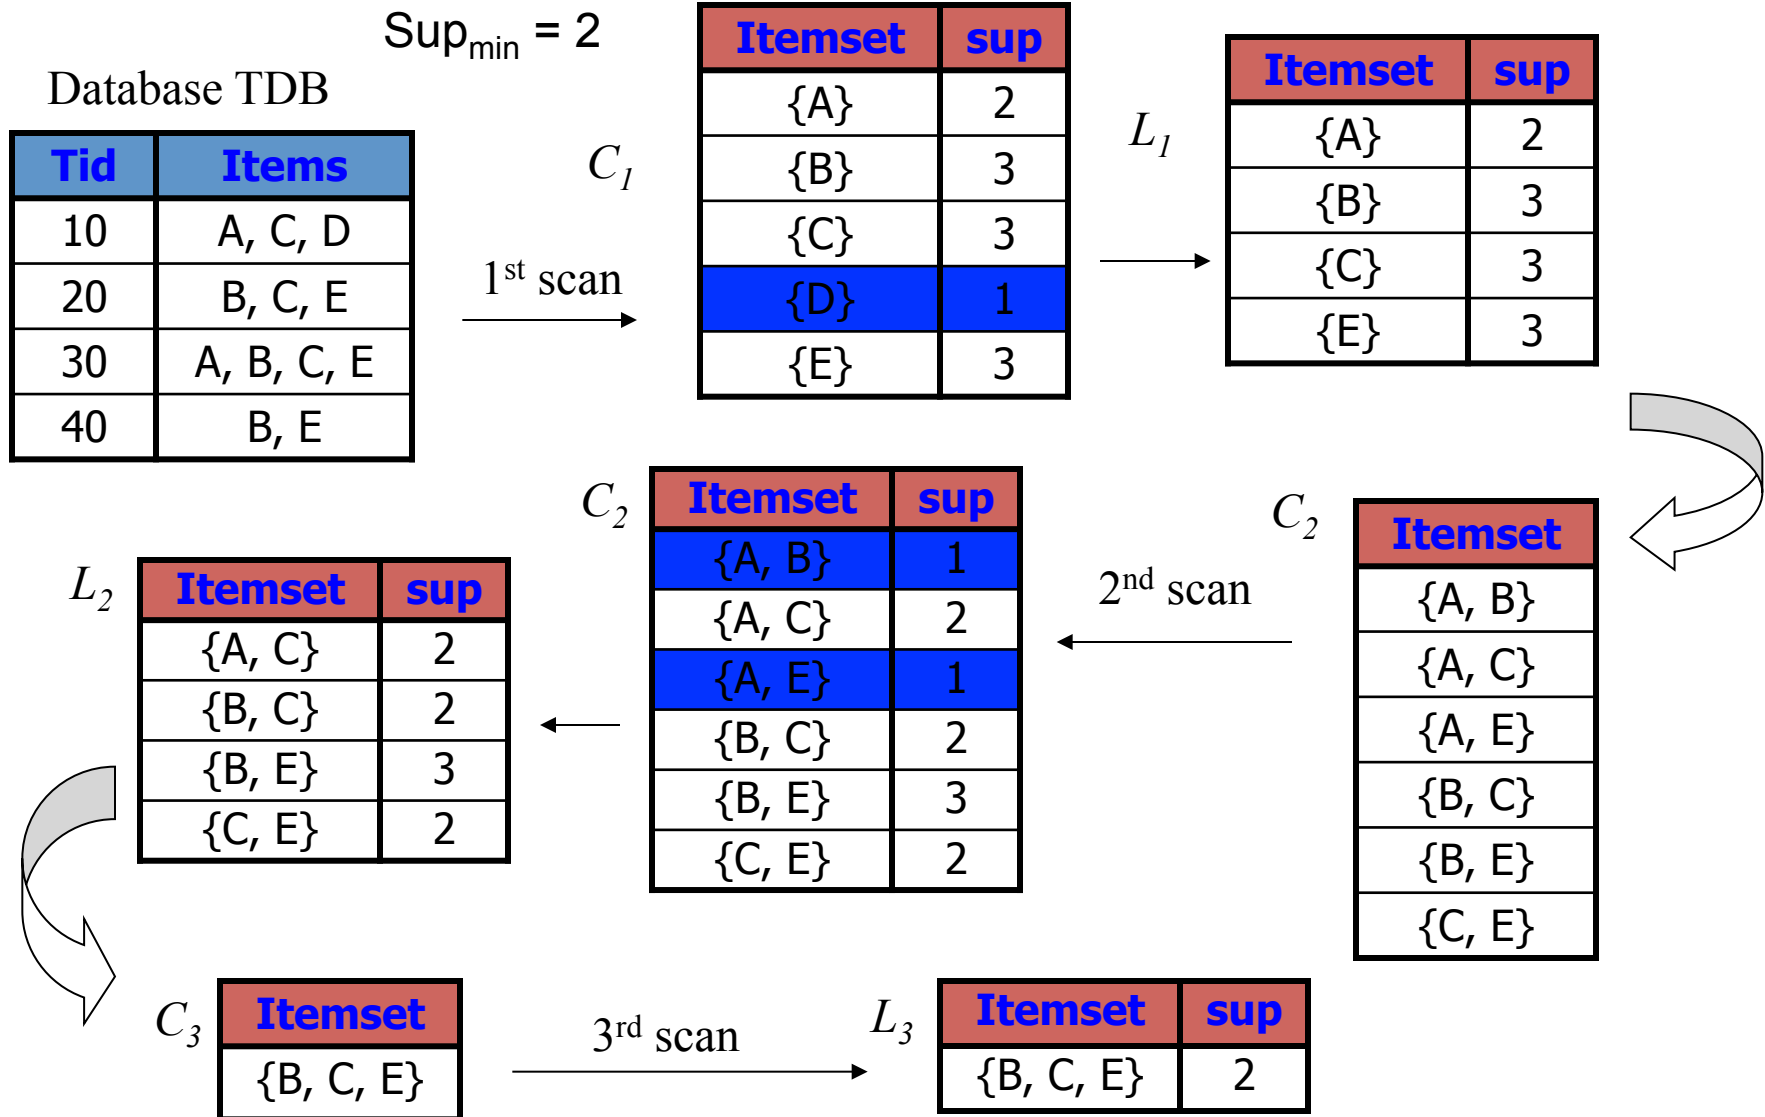 Sup_min = 2
Database TDB
Tid Items
10 A, C, D
20 B, C, E
30 A, B, C, E
40 B, E
1st scan
C1
Itemset sup
{A} 2
{B} 3
{C} 3
{D} 1
{E} 3
L1
Itemset sup
{A} 2
{B} 3
{C} 3
{E} 3
C2
Itemset
{A, B}
{A, C}
{A, E}
{B, C}
{B, E}
{C, E}
2nd scan
C2
Itemset sup
{A, B} 1
{A, C} 2
{A, E} 1
{B, C} 2
{B, E} 3
{C, E} 2
L2
Itemset sup
{A, C} 2
{B, C} 2
{B, E} 3
{C, E} 2
C3
Itemset
{B, C, E}
3rd scan
L3
Itemset sup
{B, C, E} 2